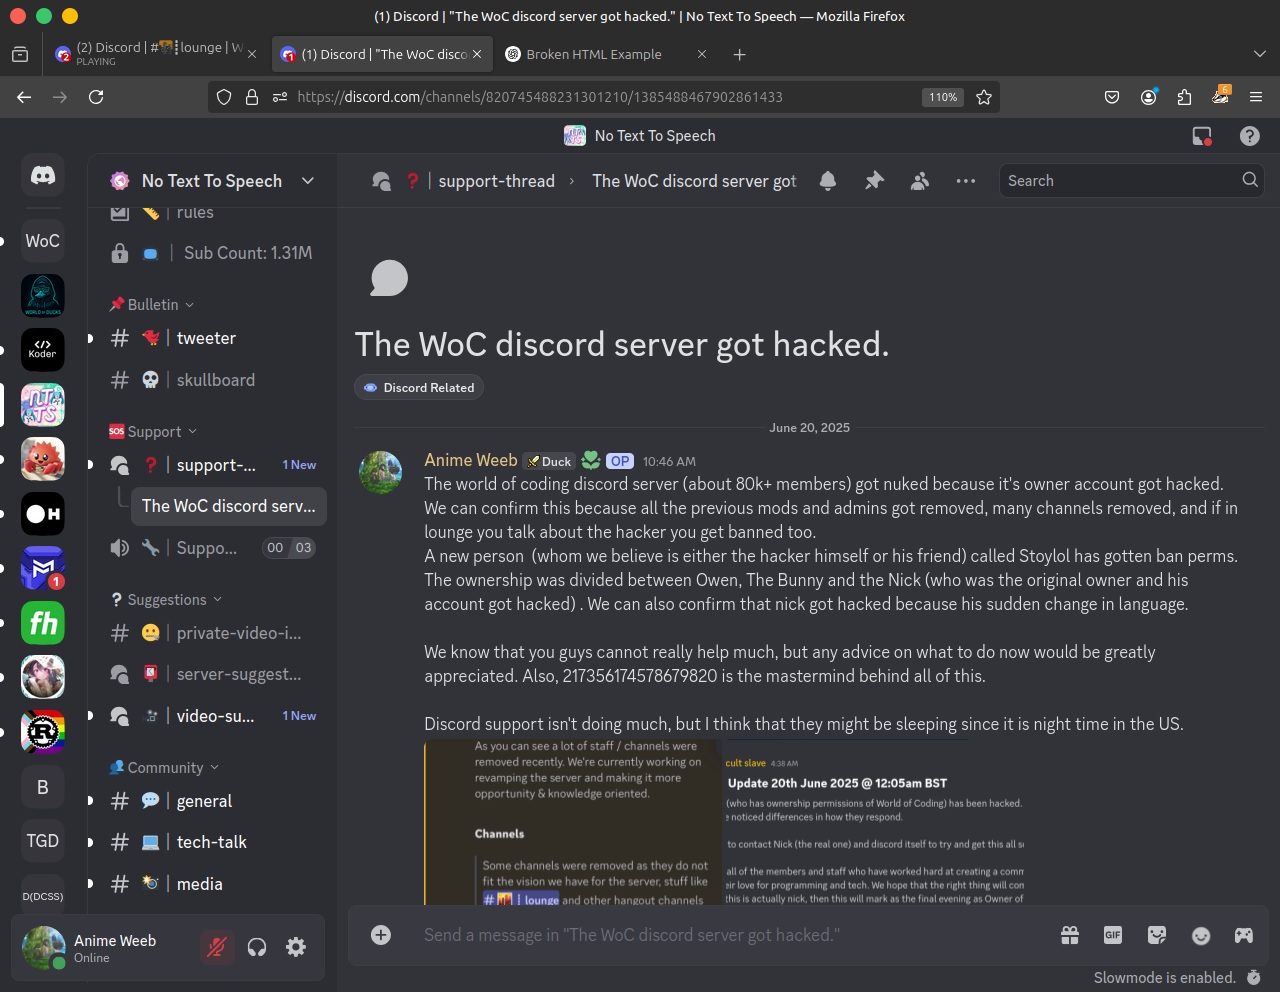 (1) Discord | "The WoC discord server got hacked." | No Text To Speech — Mozilla Firefox
(2) Discord | #lounge | W
PLAYING
(1) Discord | "The WoC disco
Broken HTML Example
https://discord.com/channels/820745488231301210/1385488467902861433
110%
6
No Text To Speech
No Text To Speech
❓ | support-thread › The WoC discord server got
Search
rules
| Sub Count: 1.31M
WoC
WORLD OF DUCKS
</> Koder
NTTS
H
1
fh
R
B
TGD
D(DCSS)
📌 Bulletin
# | tweeter
# 💀 | skullboard
SOS Support
❓ | support-... 1 New
The WoC discord serv...
🔧 | Suppo... 00 03
? Suggestions
# | private-video-i...
| server-suggest...
| video-su... 1 New
👥 Community
# 💬 | general
# 💻 | tech-talk
# 📸 | media
Anime Weeb
Online
The WoC discord server got hacked.
Discord Related
June 20, 2025
Anime Weeb Duck OP 10:46 AM
The world of coding discord server (about 80k+ members) got nuked because it's owner account got hacked.
We can confirm this because all the previous mods and admins got removed, many channels removed, and if in
lounge you talk about the hacker you get banned too.
A new person (whom we believe is either the hacker himself or his friend) called Stoylol has gotten ban perms.
The ownership was divided between Owen, The Bunny and the Nick (who was the original owner and his
account got hacked) . We can also confirm that nick got hacked because his sudden change in language.
We know that you guys cannot really help much, but any advice on what to do now would be greatly
appreciated. Also, 217356174578679820 is the mastermind behind all of this.
Discord support isn't doing much, but I think that they might be sleeping since it is night time in the US.
As you can see a lot of staff / channels were
removed recently. We're currently working on
revamping the server and making it more
opportunity & knowledge oriented.
Channels
Some channels were removed as they do not
fit the vision we have for the server, stuff like
# | lounge and other hangout channels
cult slave 4:38 AM
Update 20th June 2025 @ 12:05am BST
(who has ownership permissions of World of Coding) has been hacked.
e noticed differences in how they respond.
to contact Nick (the real one) and discord itself to try and get this all s
all of the members and staff who have worked hard at creating a comm
eir love for programming and tech. We hope that the right thing will con
this is actually nick, then this will mark as the final evening as Owner of
Send a message in "The WoC discord server got hacked."
GIF
Slowmode is enabled.